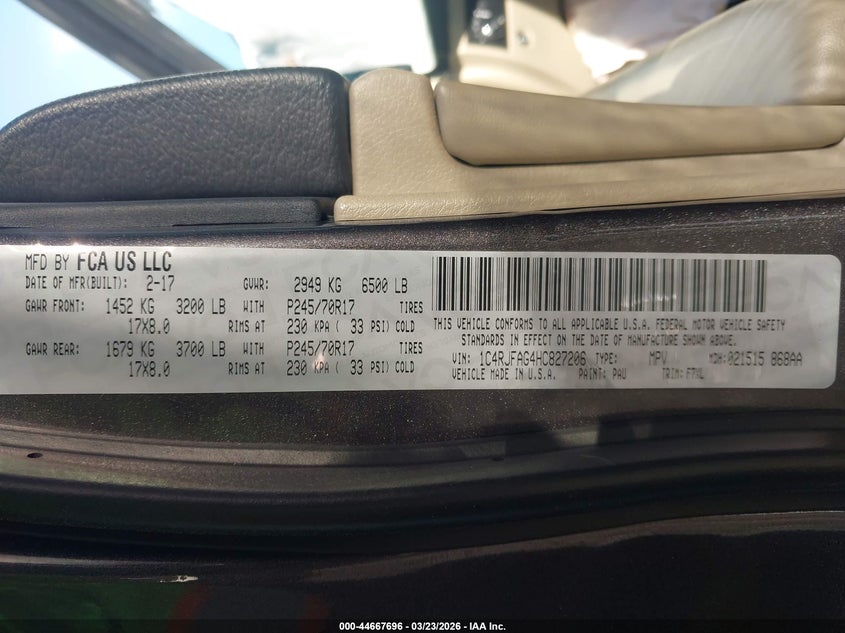 MFD BY FCA US LLC
DATE OF MFR(BUILT): 2-17 GVWR: 2949 KG 6500 LB
GAWR FRONT: 1452 KG 3200 LB WITH P245/70R17 TIRES
17X8.0 RIMS AT 230 KPA ( 33 PSI) COLD
GAWR REAR: 1679 KG 3700 LB WITH P245/70R17 TIRES
17X8.0 RIMS AT 230 KPA ( 33 PSI) COLD
THIS VEHICLE CONFORMS TO ALL APPLICABLE U.S.A. FEDERAL MOTOR VEHICLE SAFETY
STANDARDS IN EFFECT ON THE DATE OF MANUFACTURE SHOWN ABOVE.
VIN: 1C4RJFAG4HC827206 TYPE: MPV MDH: 021515 868AA
VEHICLE MADE IN U.S.A. PAINT: PAU TRIM:
000-44667696 - 03/23/2026 - IAA Inc.